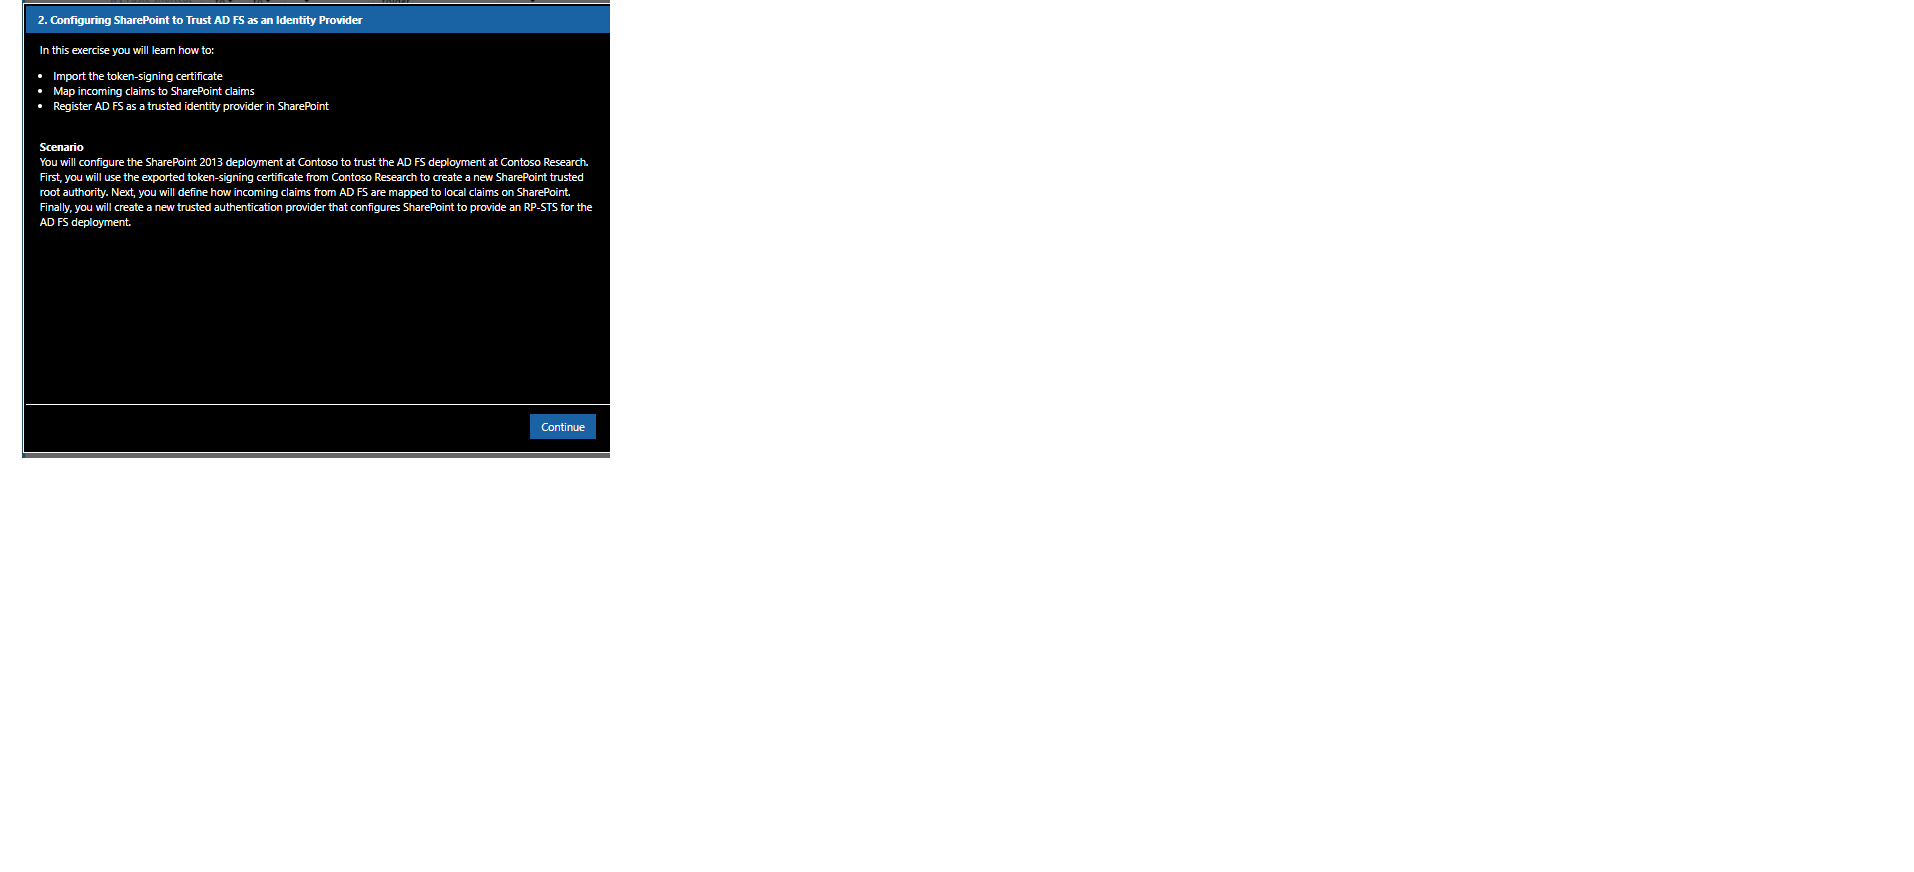 2. Configuring SharePoint to Trust AD FS as an Identity Provider
In this exercise you will learn how to:
• Import the token-signing certificate
• Map incoming claims to SharePoint claims
• Register AD FS as a trusted identity provider in SharePoint
Scenario
You will configure the SharePoint 2013 deployment at Contoso to trust the AD FS deployment at Contoso Research.
First, you will use the exported token-signing certificate from Contoso Research to create a new SharePoint trusted
root authority. Next, you will define how incoming claims from AD FS are mapped to local claims on SharePoint.
Finally, you will create a new trusted authentication provider that configures SharePoint to provide an RP-STS for the
AD FS deployment.
Continue